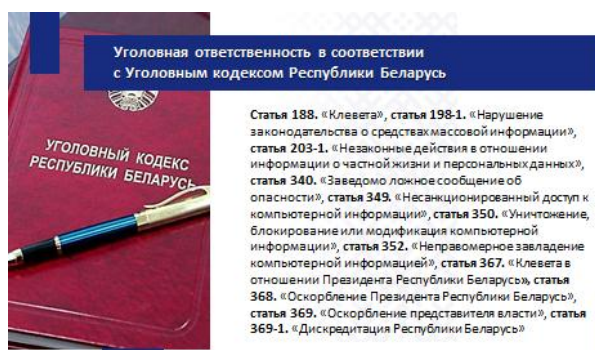 Уголовная ответственность в соответствии
с Уголовным кодексом Республики Беларусь
УГОЛОВНЫЙ КОДЕКС
РЕСПУБЛИКИ БЕЛАРУСЬ
Статья 188. «Клевета», статья 198-1. «Нарушение
законодательства о средствах массовой информации»,
статья 203-1. «Незаконные действия в отношении
информации о частной жизни и персональных данных»,
статья 340. «Заведомо ложное сообщение об
опасности», статья 349. «Несанкционированный доступ к
компьютерной информации», статья 350. «Уничтожение,
блокирование или модификация компьютерной
информации», статья 352. «Неправомерное завладение
компьютерной информацией», статья 367. «Клевета в
отношении Президента Республики Беларусь», статья
368. «Оскорбление Президента Республики Беларусь»,
статья 369. «Оскорбление представителя власти», статья
369-1. «Дискредитация Республики Беларусь»